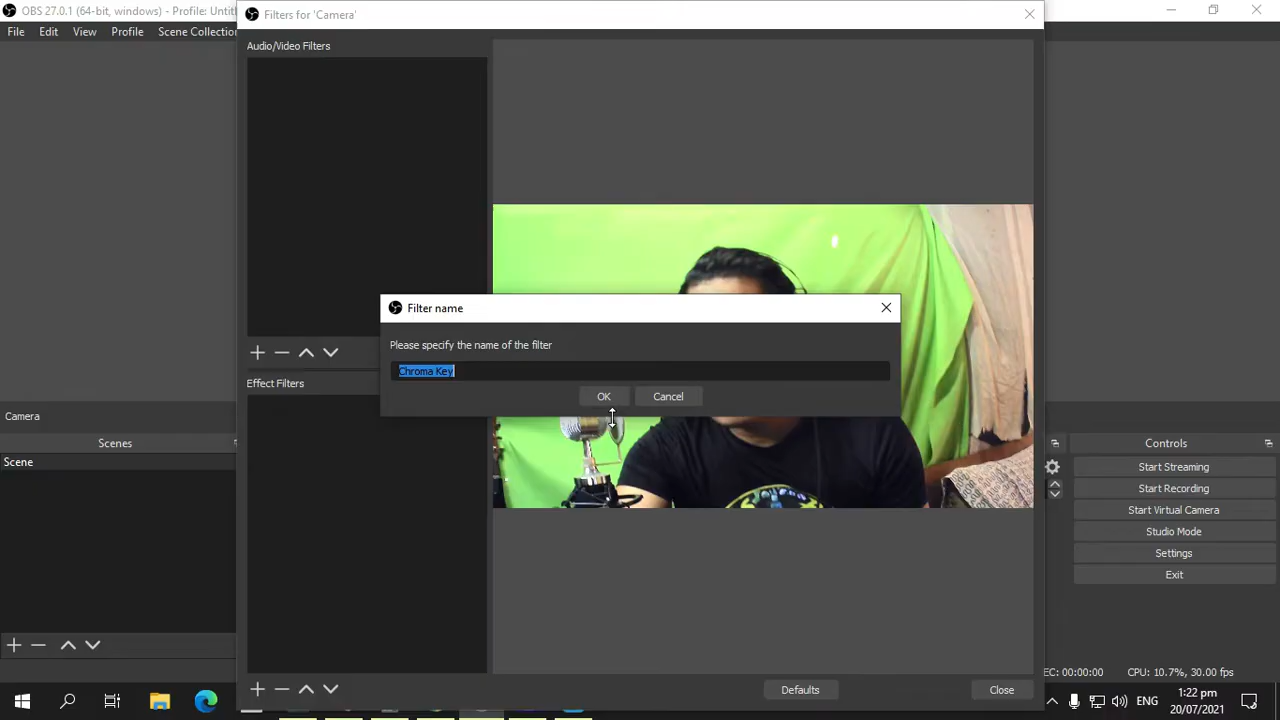 OBS 27.0.1 (64-bit, windows) - Profile: Untit
Filters for 'Camera'
File Edit View Profile Scene Collection
Audio/Video Filters
Filter name
Please specify the name of the filter
Chroma Key
OK Cancel
Effect Filters
Camera
Scenes
Scene
Controls
Start Streaming
Start Recording
Start Virtual Camera
Studio Mode
Settings
Exit
EC: 00:00:00 CPU: 10.7%, 30.00 fps
Defaults Close
ENG
1:22 pm
20/07/2021